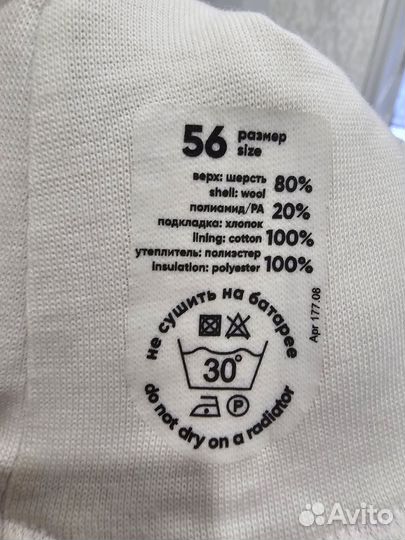 56 размер
size
верх: шерсть 80%
shell: wool
полиамид/PA 20%
подкладка: хлопок
lining: cotton 100%
утеплитель: полиэстер
insulation: polyester 100%
не сушить на батарее
30°
P
do not dry on a radiator
Арт 177.08
Avito